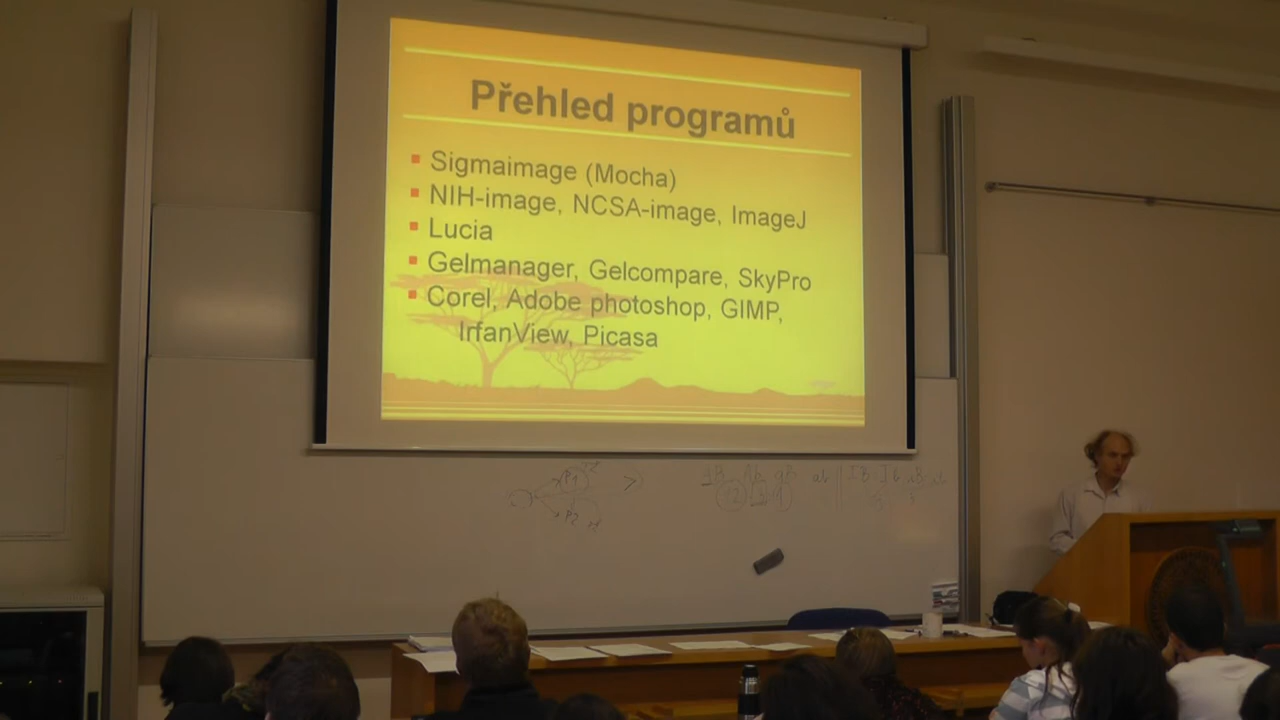 Přehled programů
Sigmaimage (Mocha)
NIH-image, NCSA-image, ImageJ
Lucia
Gelmanager, Gelcompare, SkyPro
Corel, Adobe photoshop, GIMP,
IrfanView, Picasa